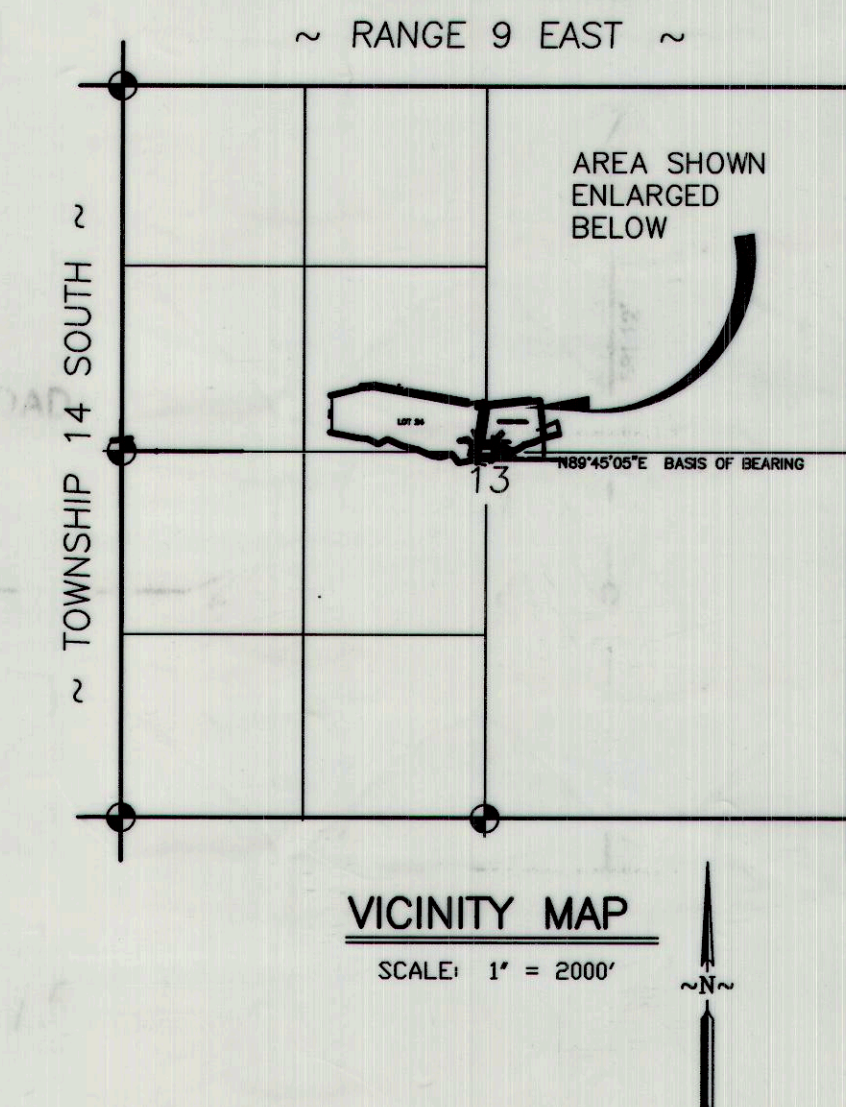 ~ RANGE 9 EAST ~
AREA SHOWN
ENLARGED
BELOW
~ TOWNSHIP 14 SOUTH ~
N89°45'05"E BASIS OF BEARING
13
VICINITY MAP
SCALE: 1" = 2000'
~N~